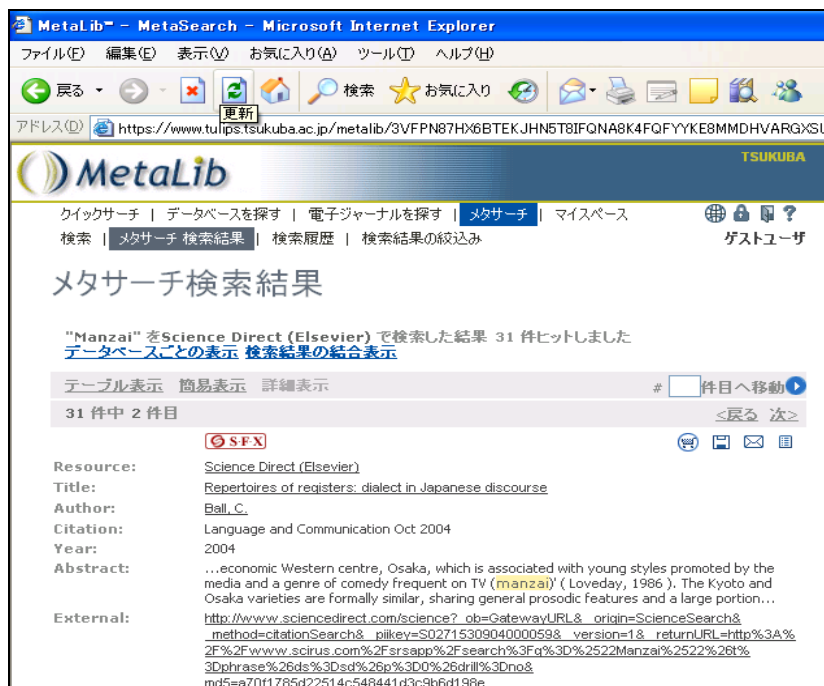 MetaLib™ - MetaSearch - Microsoft Internet Explorer
ファイル(F) 編集(E) 表示(V) お気に入り(A) ツール(T) ヘルプ(H)
戻る 検索 お気に入り
更新
アドレス(D) https://www.tulips.tsukuba.ac.jp/metalib/3VFPN87HX6BTEKJHN5T8IFQNA8K4FQFYYKE8MMDHVARGXSU
MetaLib TSUKUBA
クイックサーチ | データベースを探す | 電子ジャーナルを探す | メタサーチ | マイスペース
検索 | メタサーチ 検索結果 | 検索履歴 | 検索結果の絞込み ゲストユーザ
メタサーチ検索結果
"Manzai" をScience Direct (Elsevier) で検索した結果 31 件ヒットしました
データベースごとの表示 検索結果の結合表示
テーブル表示 簡易表示 詳細表示 # 件目へ移動
31 件中 2 件目 <戻る 次>
S·F·X
Resource: Science Direct (Elsevier)
Title: Repertoires of registers: dialect in Japanese discourse
Author: Ball, C.
Citation: Language and Communication Oct 2004
Year: 2004
Abstract: ...economic Western centre, Osaka, which is associated with young styles promoted by the
media and a genre of comedy frequent on TV (manzai)' ( Loveday, 1986 ). The Kyoto and
Osaka varieties are formally similar, sharing general prosodic features and a large portion...
External: http://www.sciencedirect.com/science?_ob=GatewayURL&_origin=ScienceSearch&
_method=citationSearch&_piikey=S0271530904000059&_version=1&_returnURL=http%3A%
2F%2Fwww.scirus.com%2Fsrsapp%2Fsearch%3Fq%3D%2522Manzai%2522%26t%
3Dphrase%26ds%3Dsd%26p%3D0%26drill%3Dno&
md5=a70f1785d22514c548441d3c9b6d198e